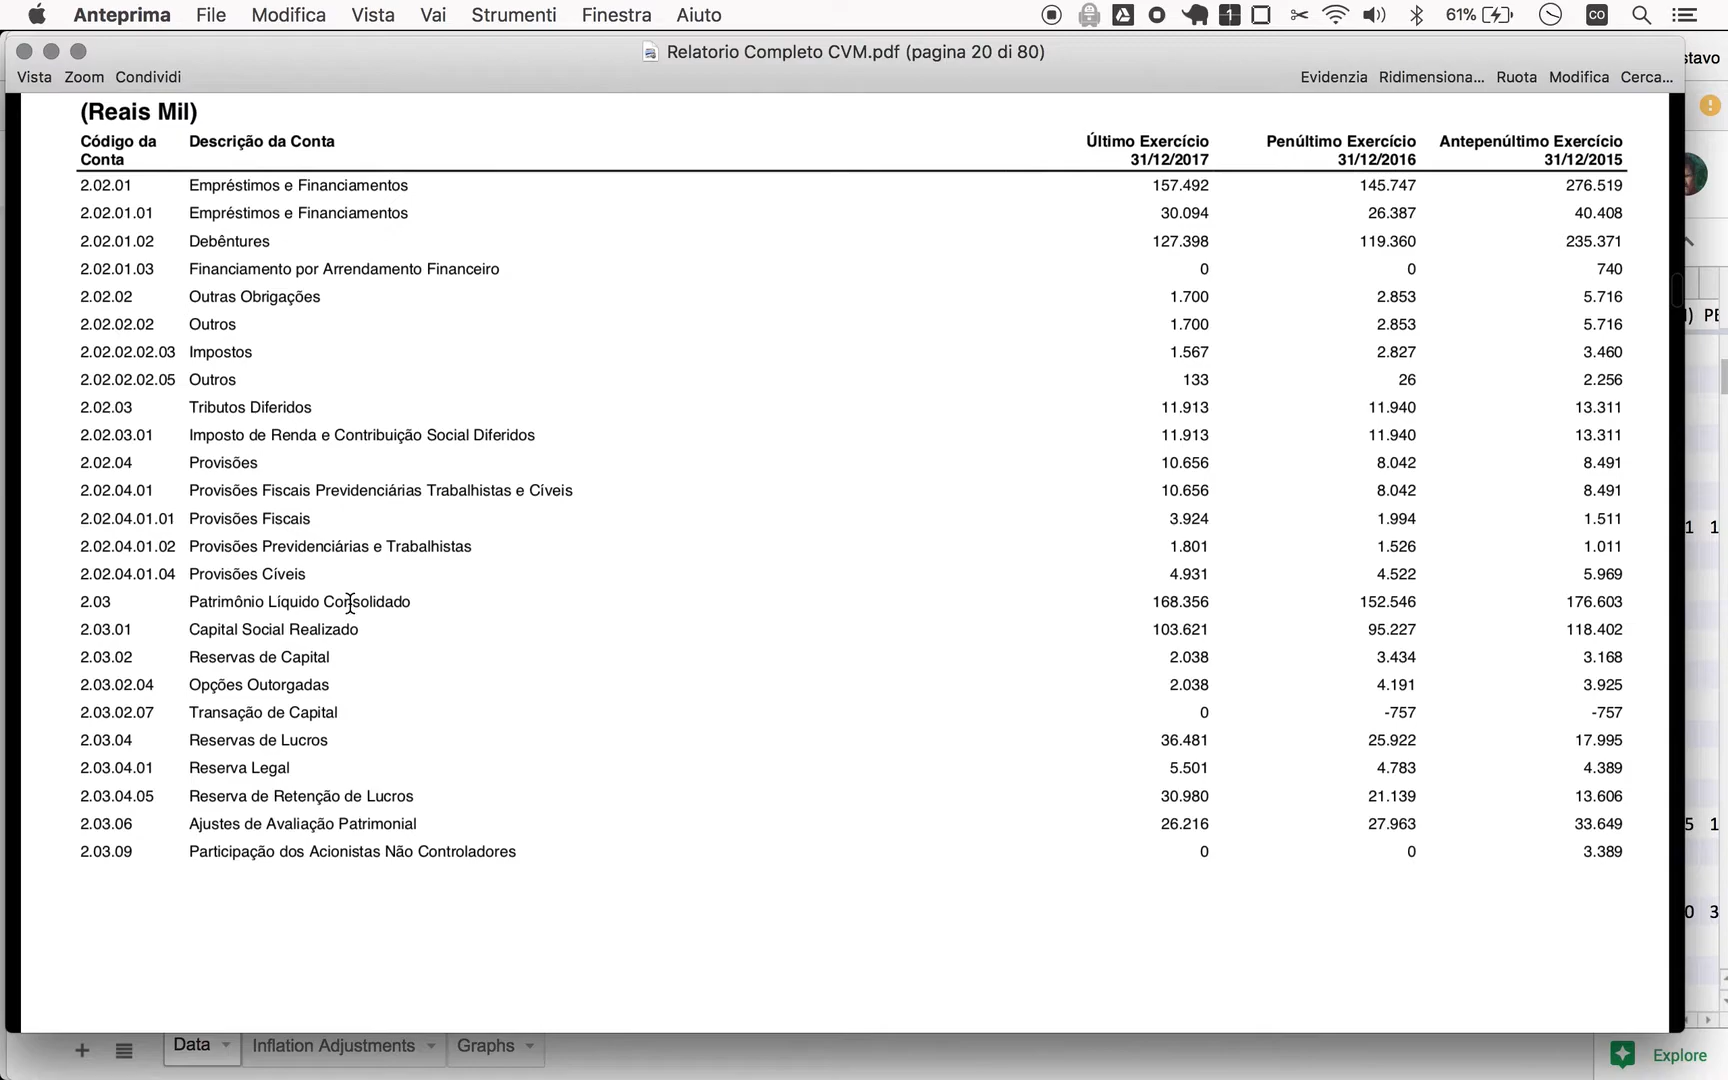 Anteprima File Modifica Vista Vai Strumenti Finestra Aiuto 1 61% CO
Relatorio Completo CVM.pdf (pagina 20 di 80)
stavo
Vista Zoom Condividi Evidenzia Ridimensiona... Ruota Modifica Cerca...
(Reais Mil)
Código da Conta Descrição da Conta Último Exercício 31/12/2017 Penúltimo Exercício 31/12/2016 Antepenúltimo Exercício 31/12/2015
2.02.01 Empréstimos e Financiamentos 157.492 145.747 276.519
2.02.01.01 Empréstimos e Financiamentos 30.094 26.387 40.408
2.02.01.02 Debêntures 127.398 119.360 235.371
2.02.01.03 Financiamento por Arrendamento Financeiro 0 0 740
2.02.02 Outras Obrigações 1.700 2.853 5.716
2.02.02.02 Outros 1.700 2.853 5.716
2.02.02.02.03 Impostos 1.567 2.827 3.460
2.02.02.02.05 Outros 133 26 2.256
2.02.03 Tributos Diferidos 11.913 11.940 13.311
2.02.03.01 Imposto de Renda e Contribuição Social Diferidos 11.913 11.940 13.311
2.02.04 Provisões 10.656 8.042 8.491
2.02.04.01 Provisões Fiscais Previdenciárias Trabalhistas e Cíveis 10.656 8.042 8.491
2.02.04.01.01 Provisões Fiscais 3.924 1.994 1.511
2.02.04.01.02 Provisões Previdenciárias e Trabalhistas 1.801 1.526 1.011
2.02.04.01.04 Provisões Cíveis 4.931 4.522 5.969
2.03 Patrimônio Líquido Consolidado 168.356 152.546 176.603
2.03.01 Capital Social Realizado 103.621 95.227 118.402
2.03.02 Reservas de Capital 2.038 3.434 3.168
2.03.02.04 Opções Outorgadas 2.038 4.191 3.925
2.03.02.07 Transação de Capital 0 -757 -757
2.03.04 Reservas de Lucros 36.481 25.922 17.995
2.03.04.01 Reserva Legal 5.501 4.783 4.389
2.03.04.05 Reserva de Retenção de Lucros 30.980 21.139 13.606
2.03.06 Ajustes de Avaliação Patrimonial 26.216 27.963 33.649
2.03.09 Participação dos Acionistas Não Controladores 0 0 3.389
Data Inflation Adjustments Graphs Explore